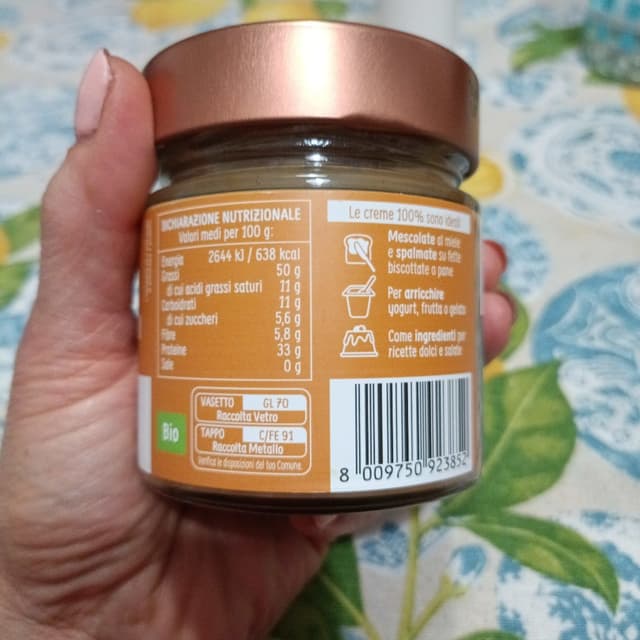 DICHIARAZIONE NUTRIZIONALE
Valori medi per 100 g:
Energia 2644 kJ / 638 kcal
Grassi 50 g
di cui acidi grassi saturi 11 g
Carboidrati 11 g
di cui zuccheri 5,6 g
Fibre 5,8 g
Proteine 33 g
Sale 0 g
Bio
VASETTO GL 70
Raccolta Vetro
TAPPO C/FE 91
Raccolta Metallo
Verifica le disposizioni del tuo Comune.
Le creme 100% sono ideali
Mescolate al miele
e spalmate su fette
biscottate o pane
Per arricchire
yogurt, frutta o gelato
Come ingredienti per
ricette dolci e salate
8 009750 923852